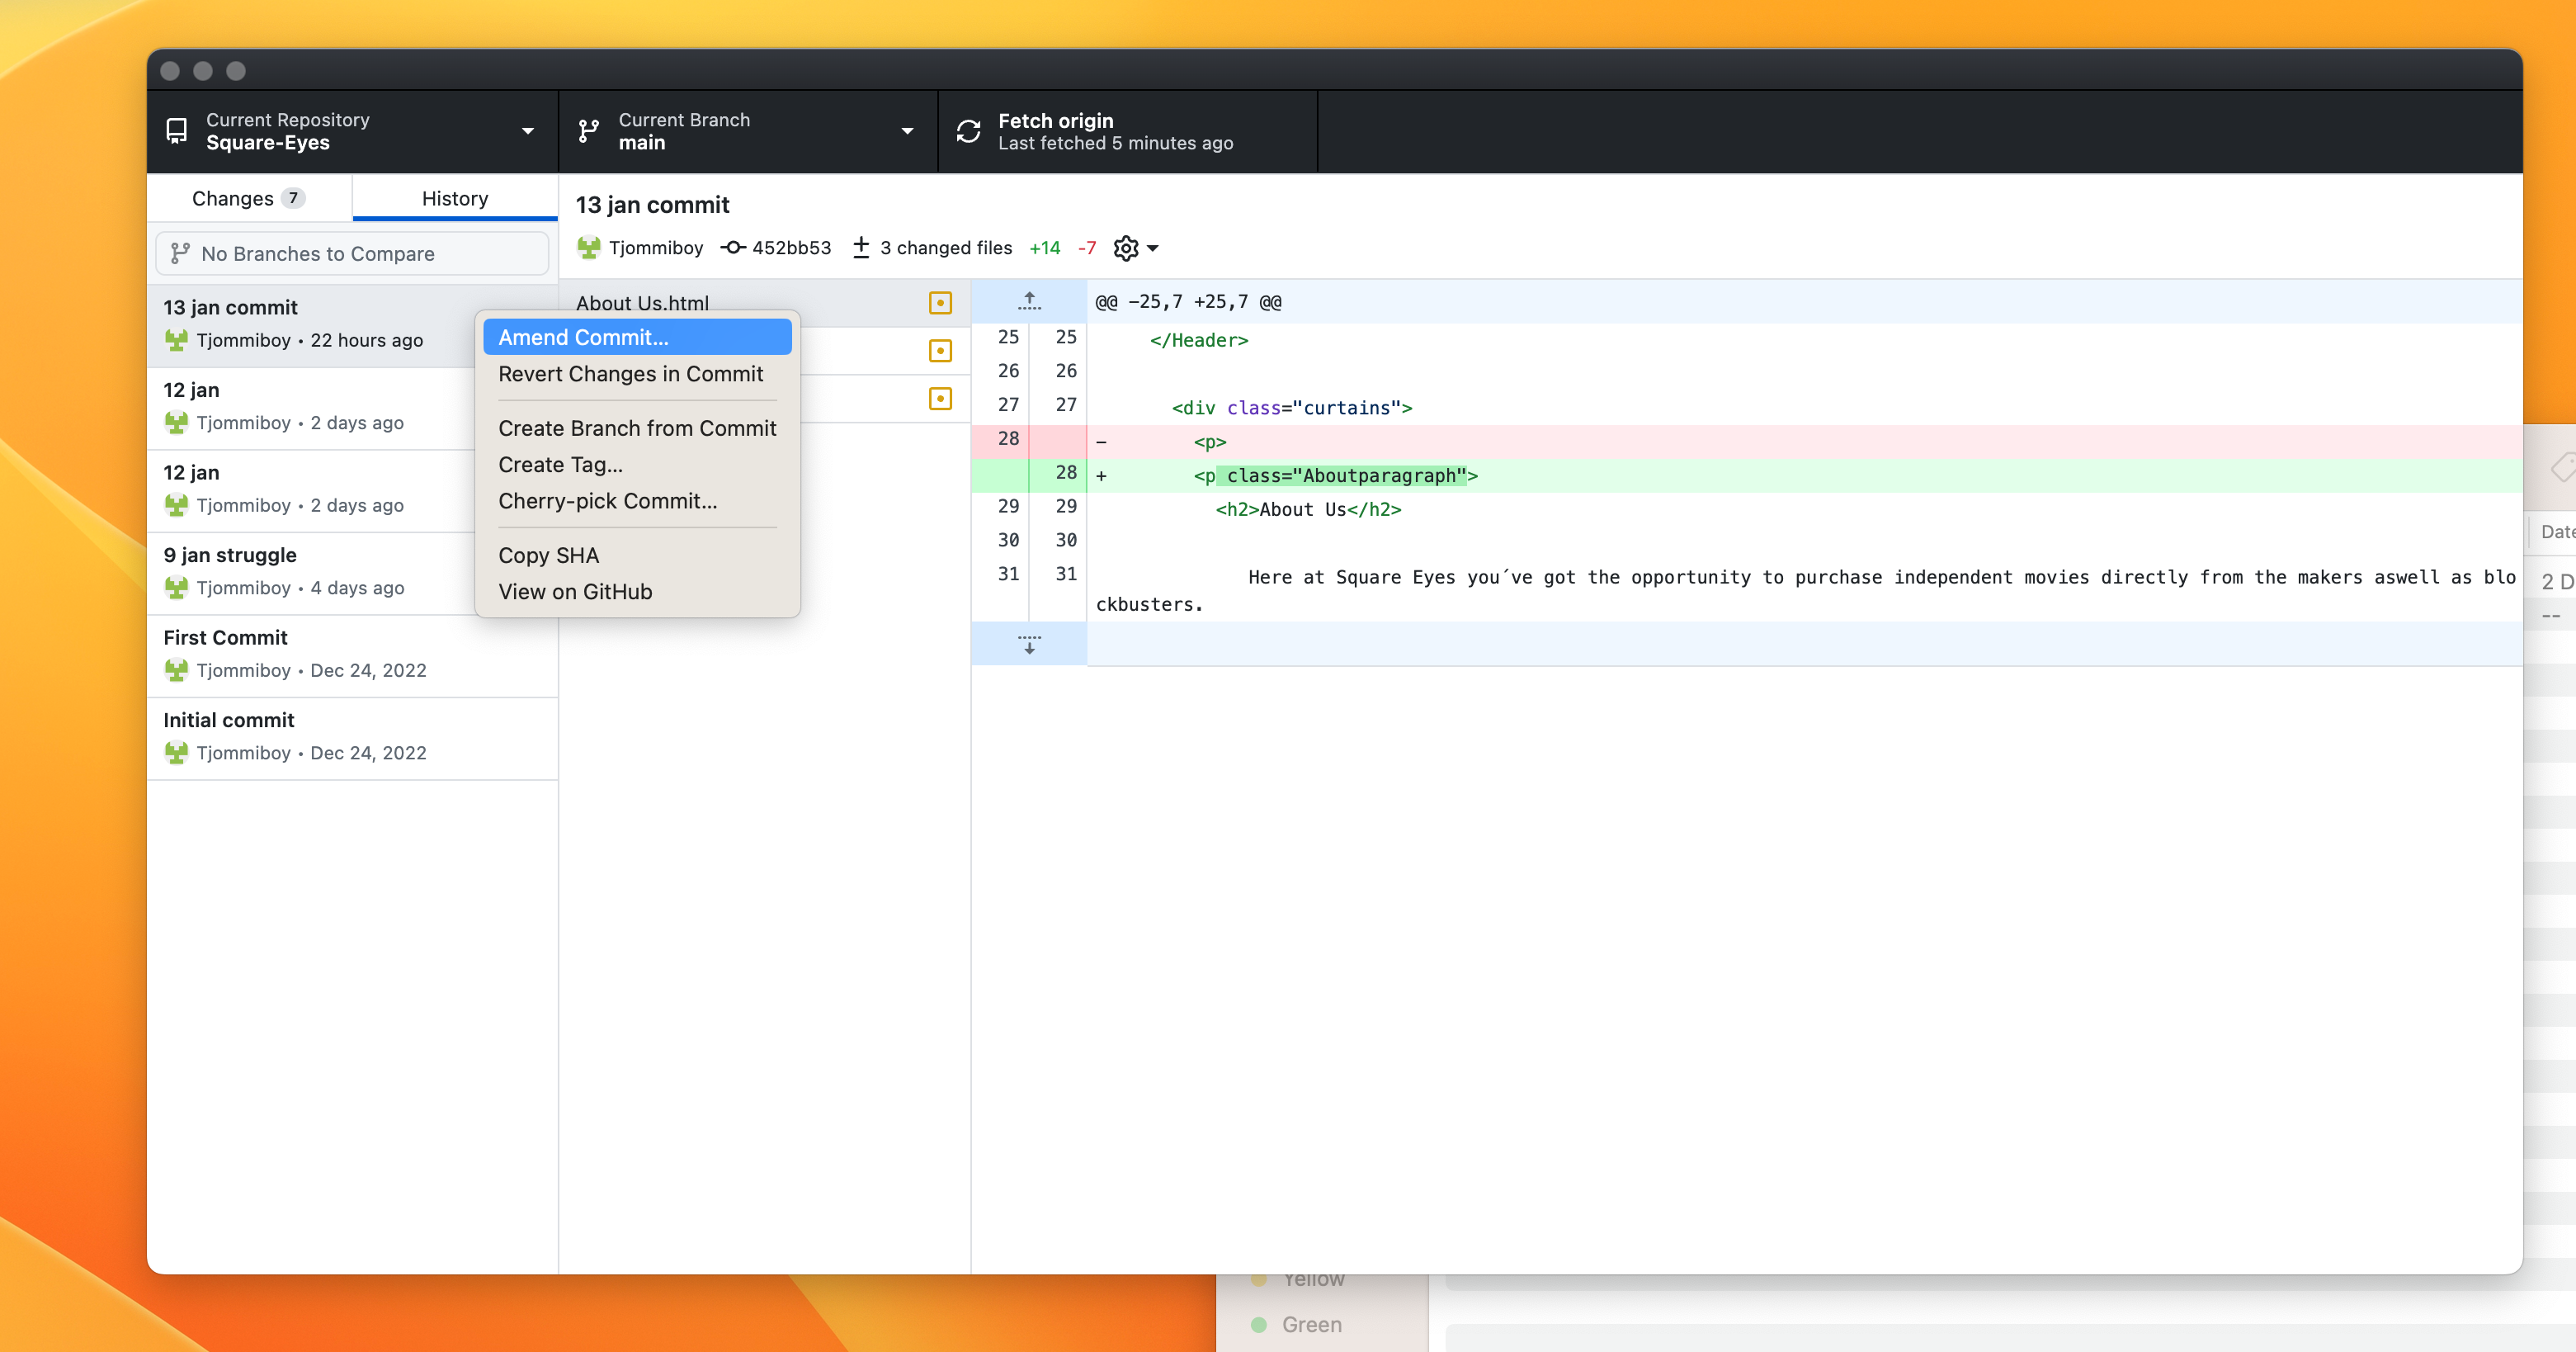 Current Repository
Square-Eyes
Current Branch
main
Fetch origin
Last fetched 5 minutes ago
Changes 7
History
No Branches to Compare
13 jan commit
Tjommiboy • 22 hours ago
12 jan
Tjommiboy • 2 days ago
12 jan
Tjommiboy • 2 days ago
9 jan struggle
Tjommiboy • 4 days ago
First Commit
Tjommiboy • Dec 24, 2022
Initial commit
Tjommiboy • Dec 24, 2022
13 jan commit
Tjommiboy 452bb53 3 changed files +14 -7
About Us.html
Amend Commit...
Revert Changes in Commit
Create Branch from Commit
Create Tag...
Cherry-pick Commit...
Copy SHA
View on GitHub
@@ -25,7 +25,7 @@
25 25 </Header>
26 26
27 27 <div class="curtains">
28 - <p>
28 + <p class="Aboutparagraph">
29 29 <h2>About Us</h2>
30 30
31 31 Here at Square Eyes you´ve got the opportunity to purchase independent movies directly from the makers aswell as blo
ckbusters.
Date
2 D
--
Yellow
Green